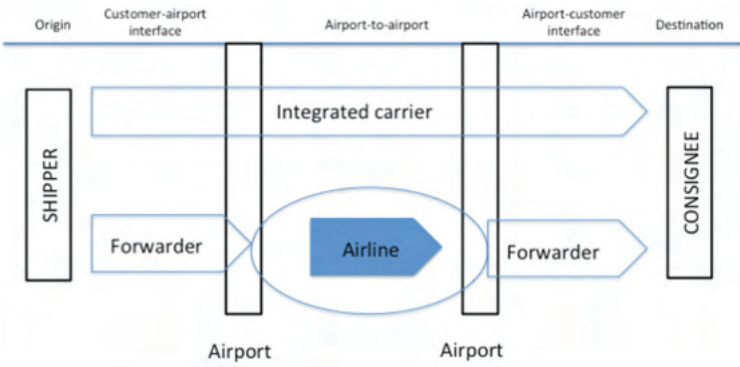 Origin
Customer-airport
interface
Airport-to-airport
Airport-customer
interface
Destination
Integrated carrier
SHIPPER
CONSIGNEE
Forwarder
Airline
Forwarder
Airport
Airport